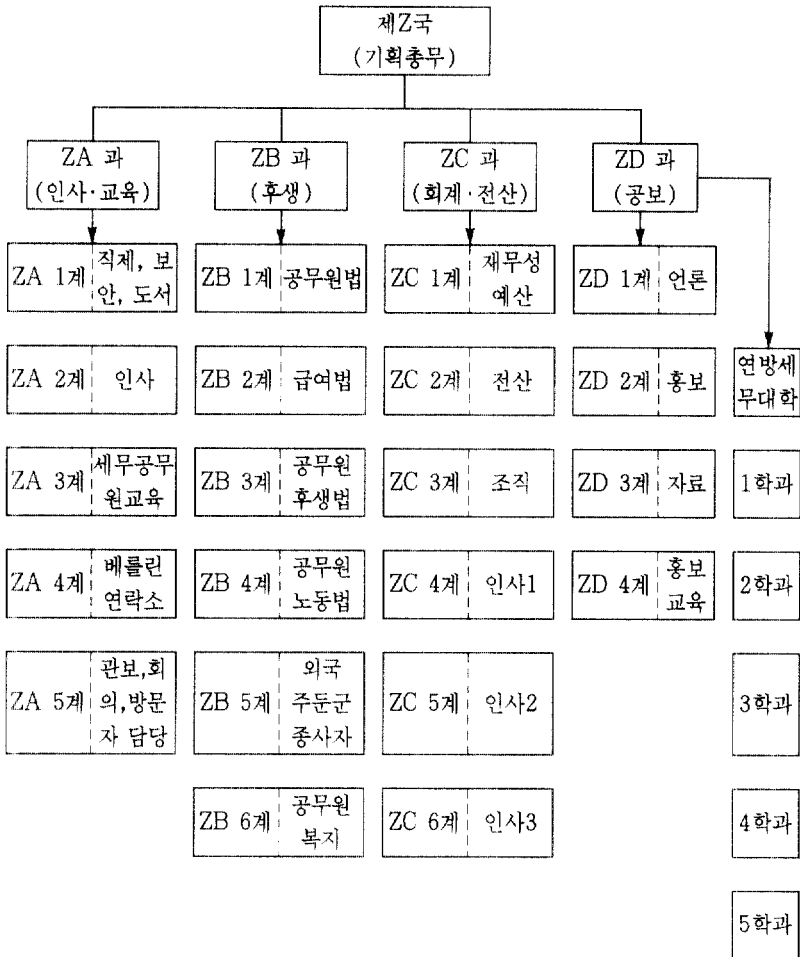 제Z국
(기획총무)
ZA 과
(인사·교육)
ZB 과
(후생)
ZC 과
(회계·전산)
ZD 과
(공보)
ZA 1계
직제, 보
안, 도서
ZB 1계
공무원법
ZC 1계
재무성
예산
ZD 1계
언론
ZA 2계
인사
ZB 2계
급여법
ZC 2계
전산
ZD 2계
홍보
연방세
무대학
ZA 3계
세무공무
원교육
ZB 3계
공무원
후생법
ZC 3계
조직
ZD 3계
자료
1학과
ZA 4계
베를린
연락소
ZB 4계
공무원
노동법
ZC 4계
인사1
ZD 4계
홍보
교육
2학과
ZA 5계
관보,회
의,방문
자 담당
ZB 5계
외국
주둔군
종사자
ZC 5계
인사2
3학과
ZB 6계
공무원
복지
ZC 6계
인사3
4학과
5학과